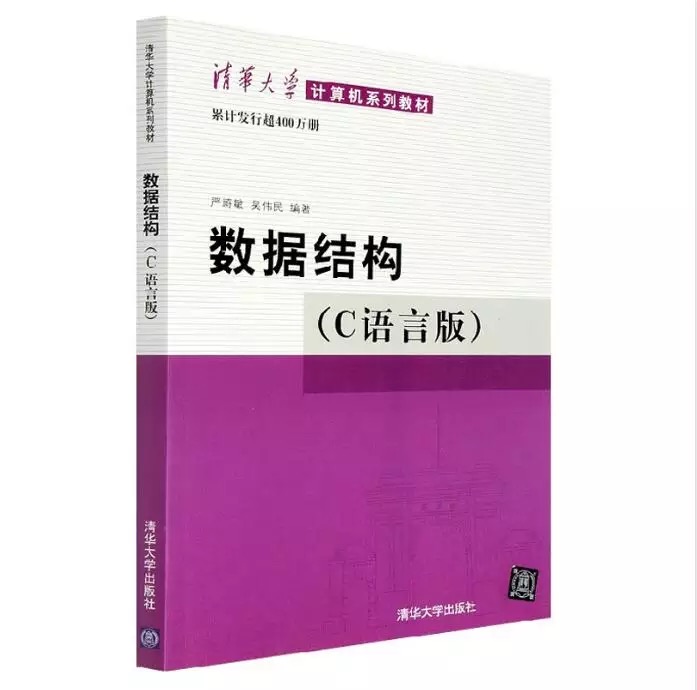 清华大学计算机系列教材
数据结构(C语言版)
清华大学出版社
清华大学 计算机系列教材
累计发行超400万册
严蔚敏 吴伟民 编著
数据结构
(C语言版)
清华大学出版社